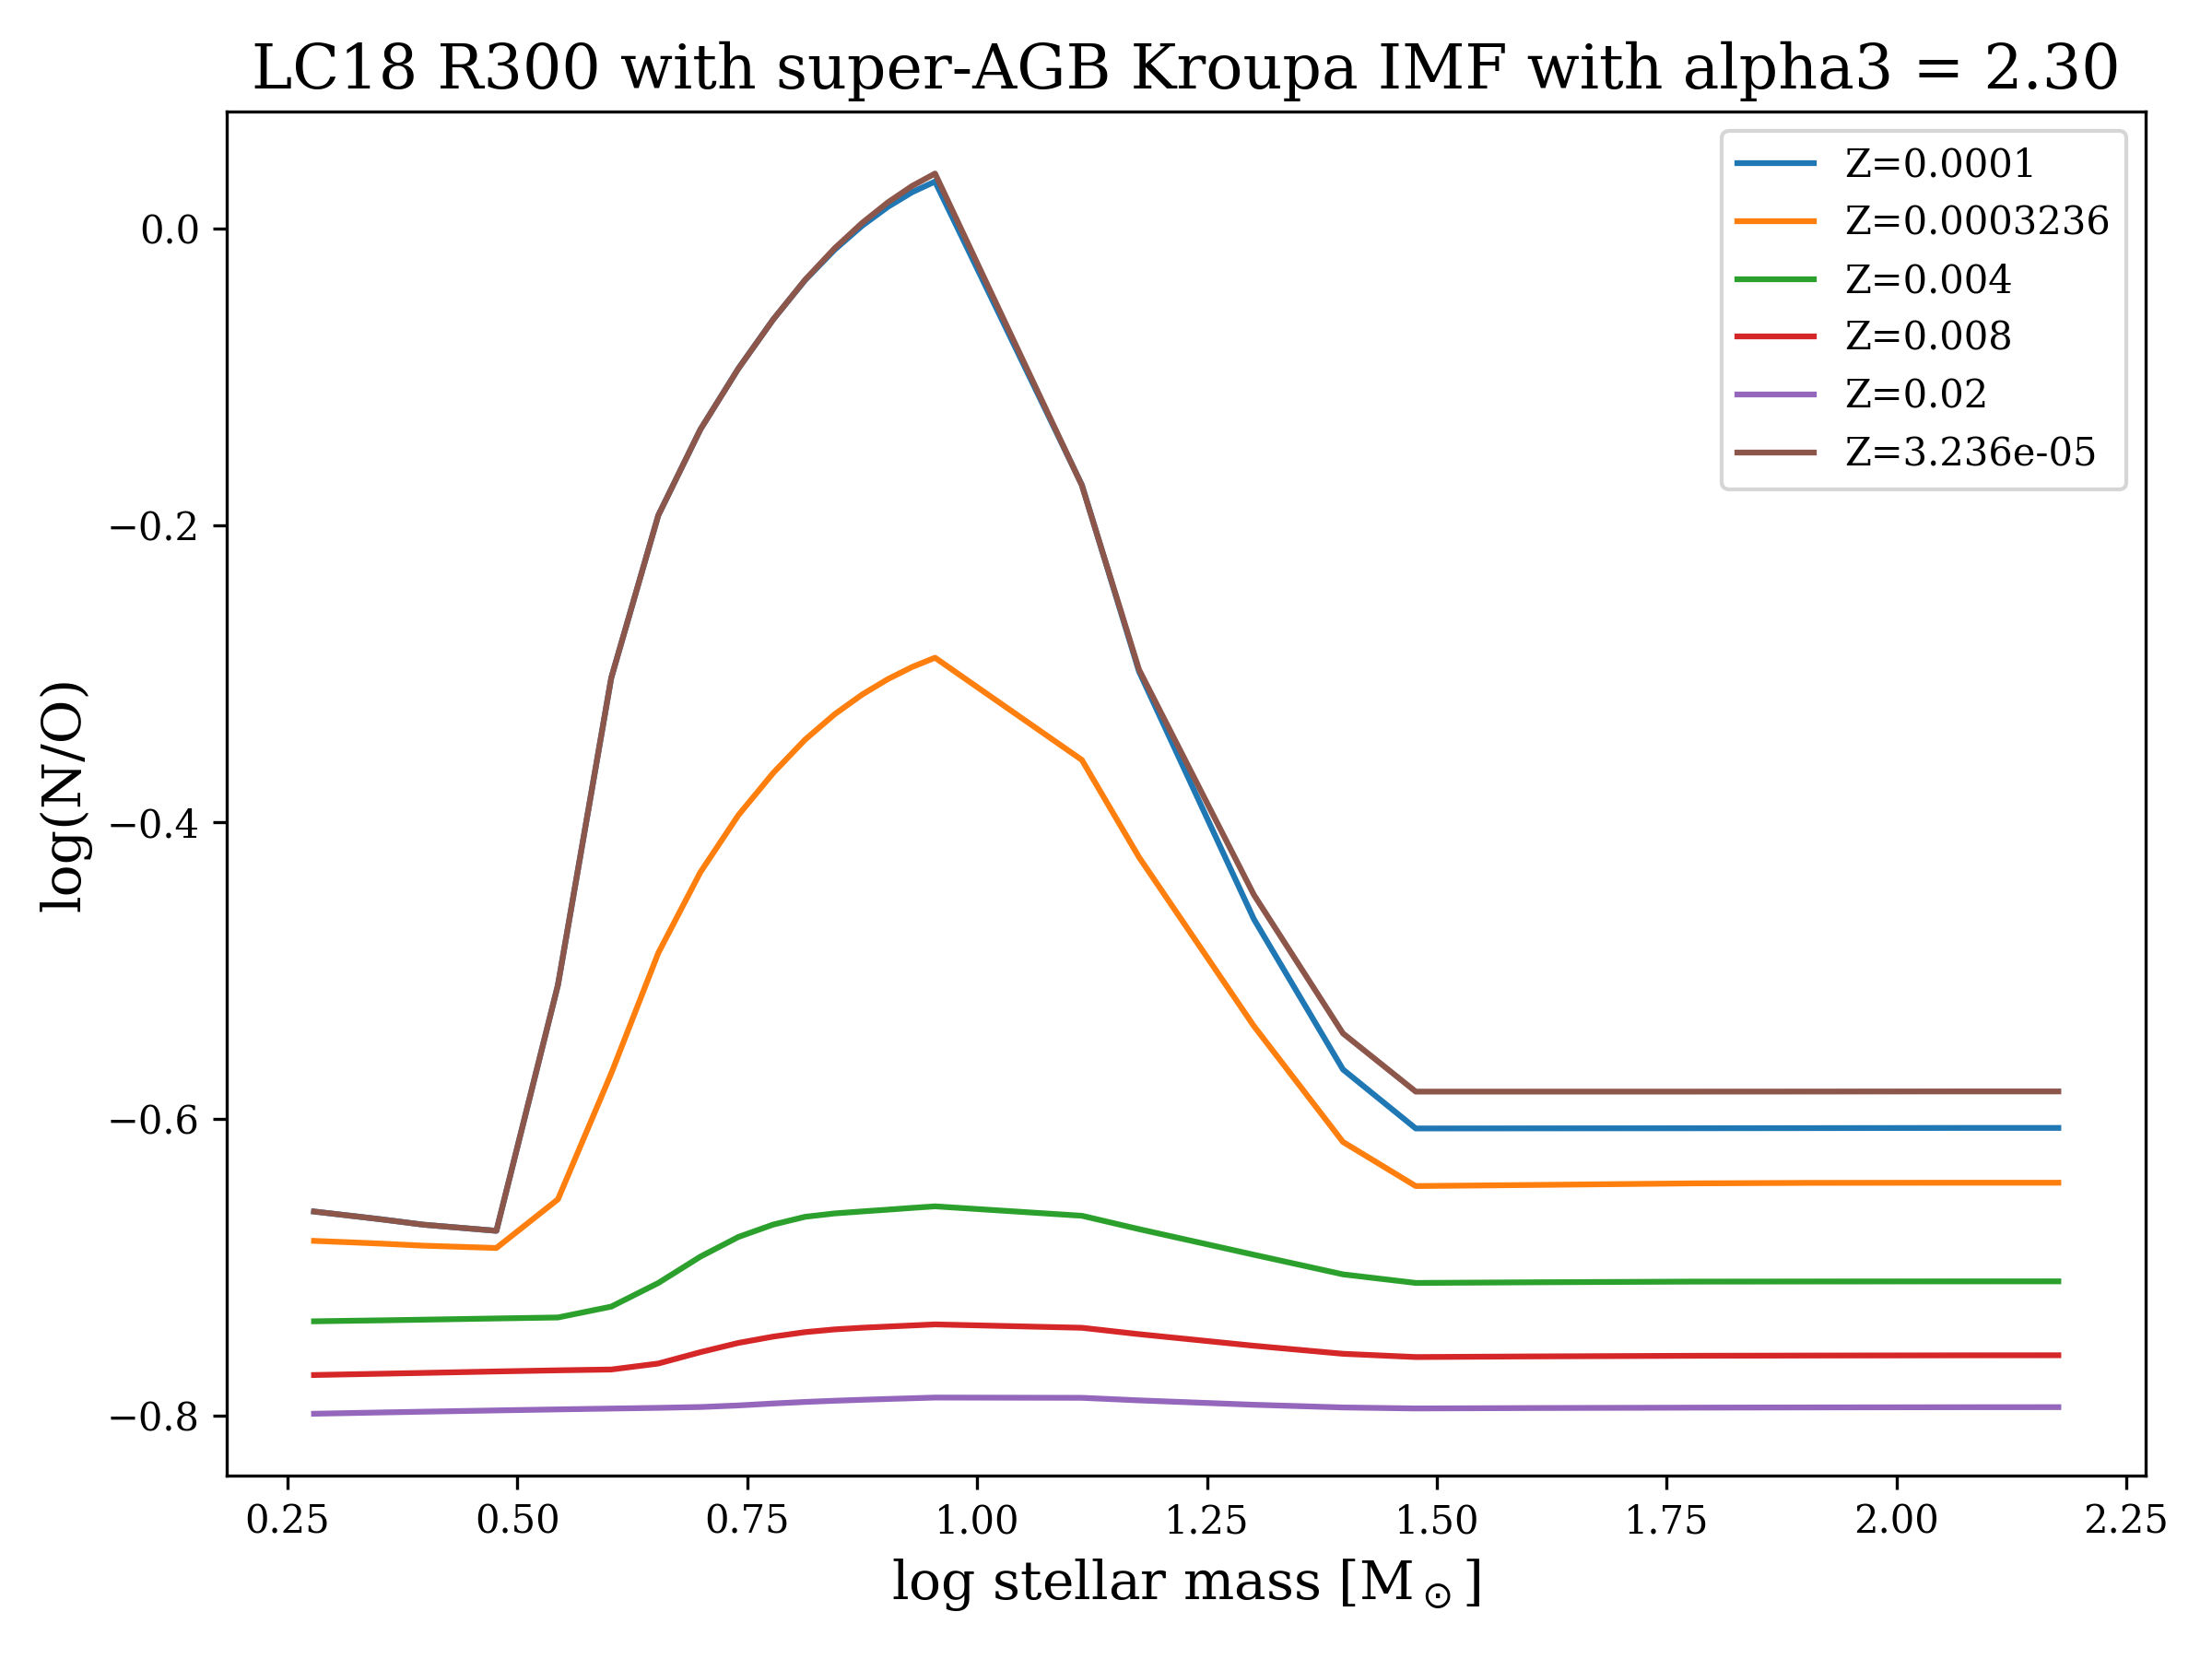 LC18 R300 with super-AGB Kroupa IMF with alpha3 = 2.30
Z=0.0001
Z=0.0003236
Z=0.004
Z=0.008
Z=0.02
Z=3.236e-05
log(N/O)
0.0
−0.2
−0.4
−0.6
−0.8
0.25 0.50 0.75 1.00 1.25 1.50 1.75 2.00 2.25
log stellar mass [M⊙]